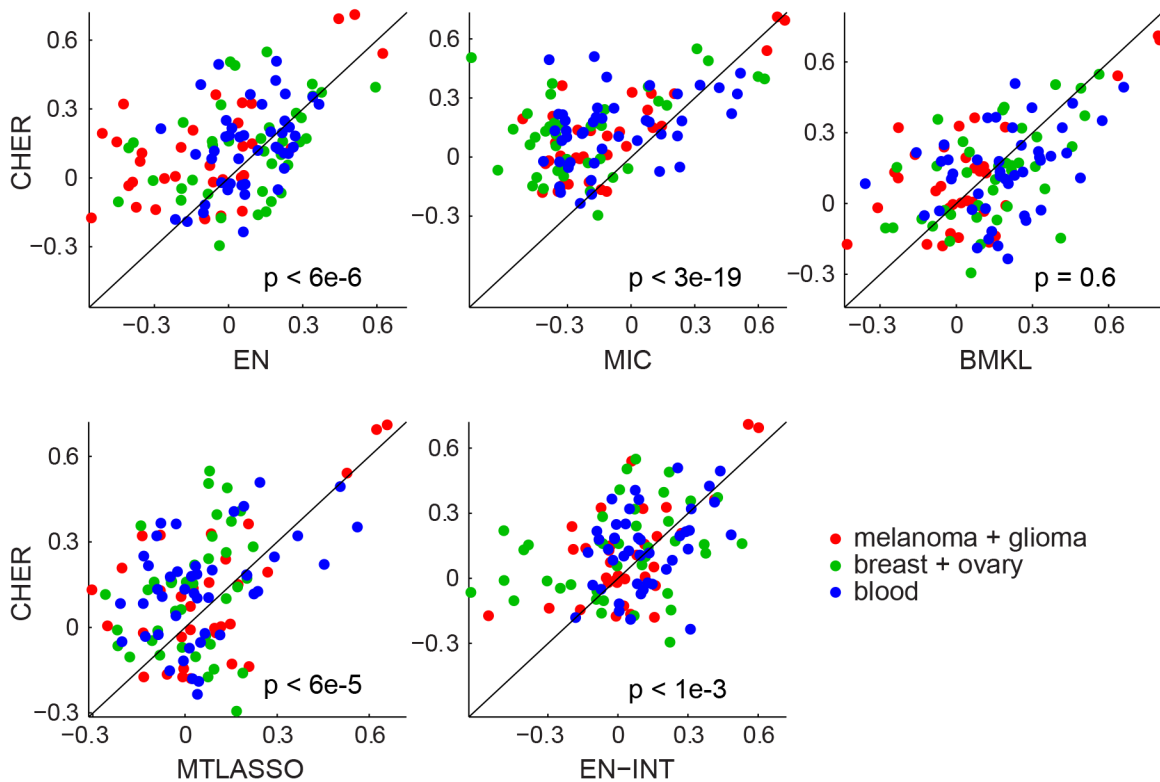 0.6
0.3
0
−0.3
CHER
p < 6e-6
−0.3
0
0.3
0.6
EN
0.6
0.3
0
−0.3
p < 3e-19
−0.3
0
0.3
0.6
MIC
0.6
0.3
0
−0.3
p = 0.6
−0.3
0
0.3
0.6
BMKL
0.6
0.3
0
−0.3
CHER
p < 6e-5
−0.3
0
0.3
0.6
MTLASSO
0.6
0.3
0
−0.3
p < 1e-3
−0.3
0
0.3
0.6
EN−INT
melanoma + glioma
breast + ovary
blood